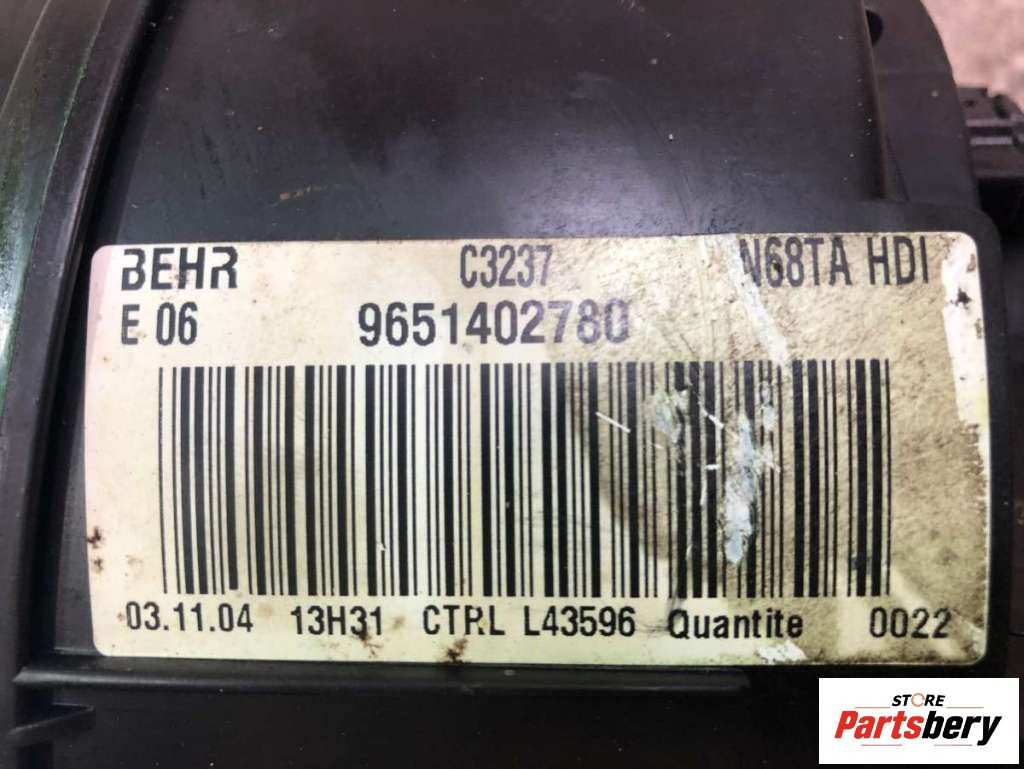 BEHR C3237 N68TA HDI
E 06 9651402780
03.11.04 13H31 CTRL L43596 Quantite 0022
STORE
Partsbery